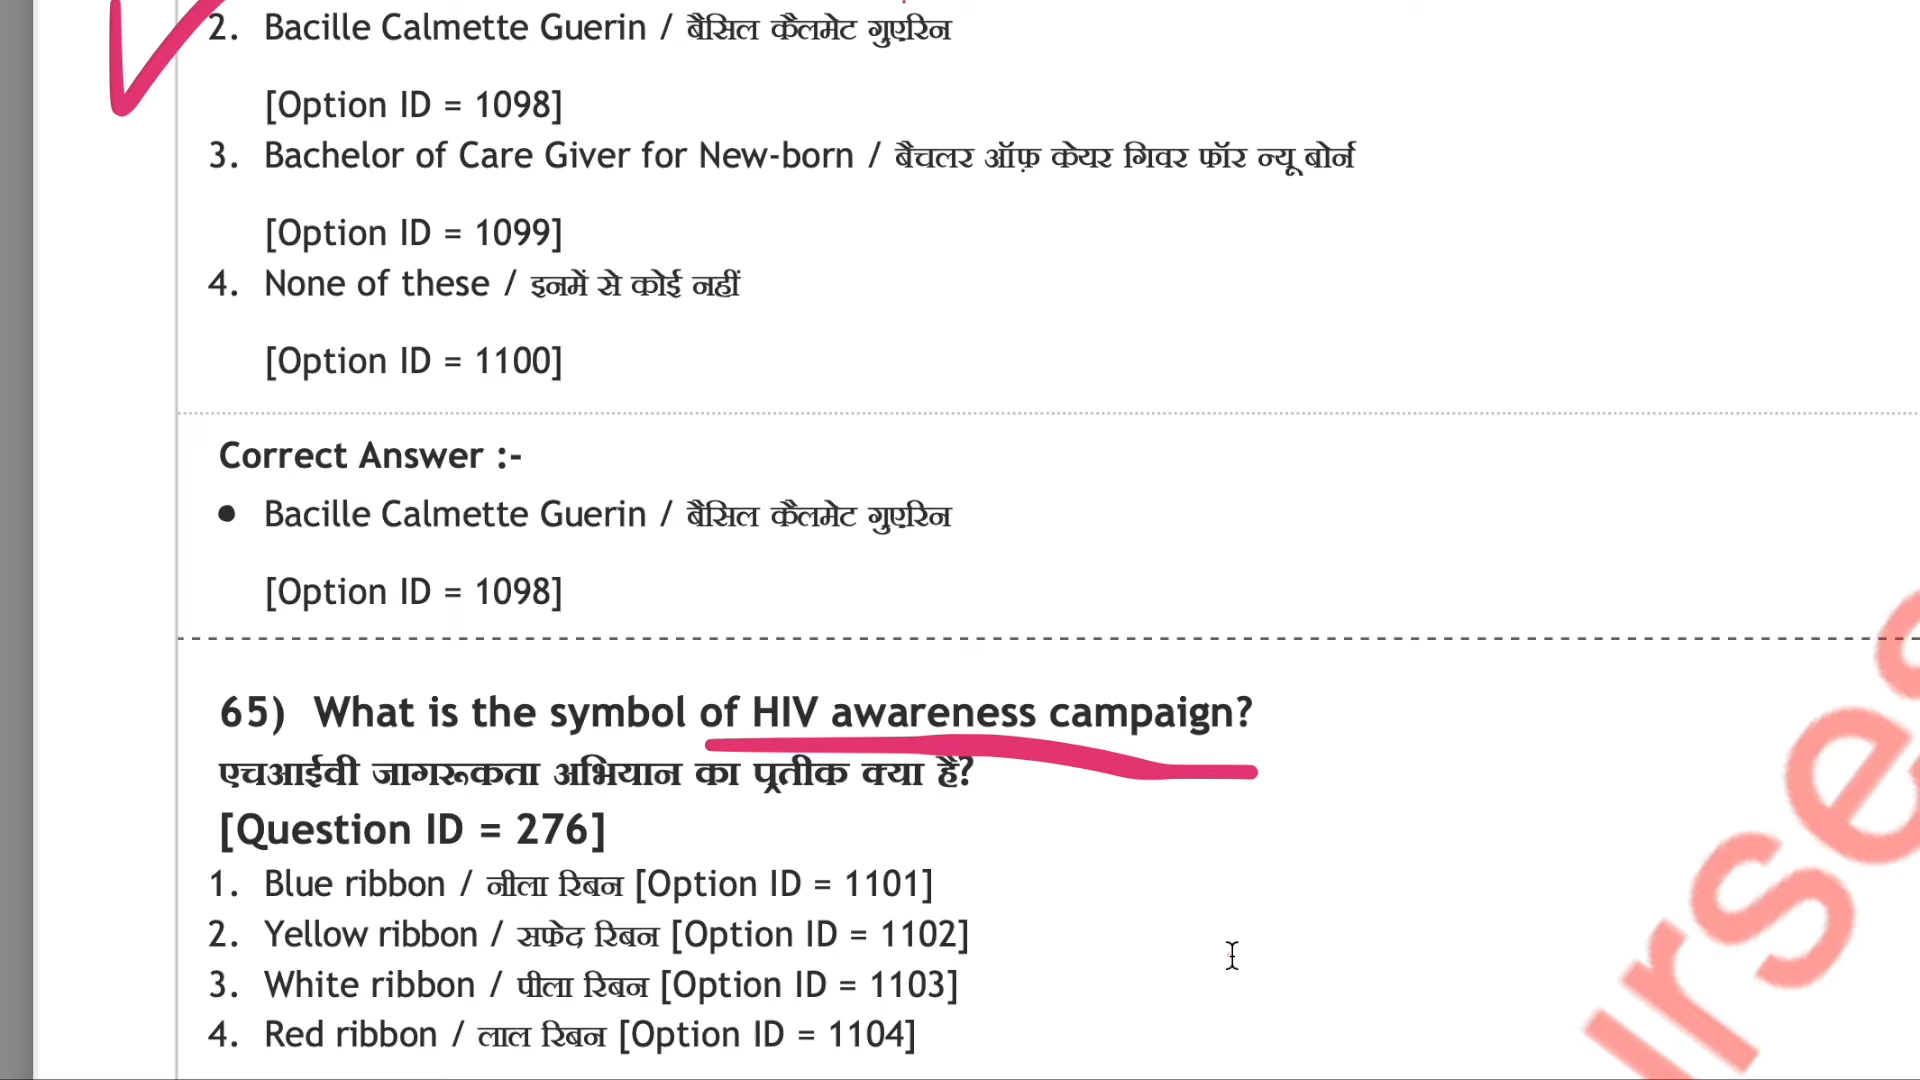 2. Bacille Calmette Guerin / बैसिल कैलमेट गुएरिन
[Option ID = 1098]
3. Bachelor of Care Giver for New-born / बैचलर ऑफ़ केयर गिवर फॉर न्यू बोर्न
[Option ID = 1099]
4. None of these / इनमें से कोई नहीं
[Option ID = 1100]
Correct Answer :-
• Bacille Calmette Guerin / बैसिल कैलमेट गुएरिन
[Option ID = 1098]
65) What is the symbol of HIV awareness campaign?
एचआईवी जागरूकता अभियान का प्रतीक क्या है?
[Question ID = 276]
1. Blue ribbon / नीला रिबन [Option ID = 1101]
2. Yellow ribbon / सफेद रिबन [Option ID = 1102]
3. White ribbon / पीला रिबन [Option ID = 1103]
4. Red ribbon / लाल रिबन [Option ID = 1104]